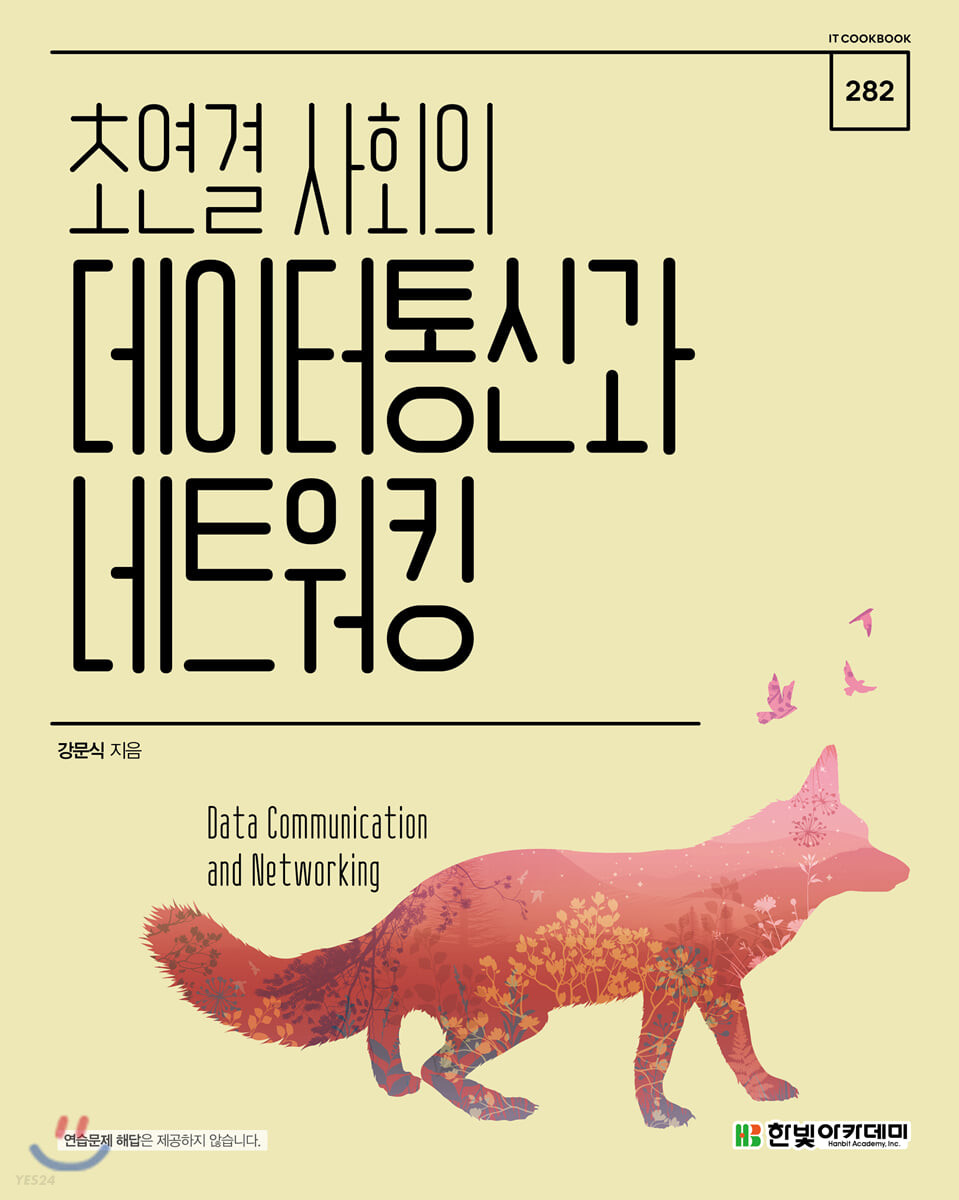 IT COOKBOOK
282
초연결 사회의
데이터통신과
네트워킹
강문식 지음
Data Communication
and Networking
연습문제 해답은 제공하지 않습니다.
YES24
HB 한빛아카데미
Hanbit Academy, Inc.